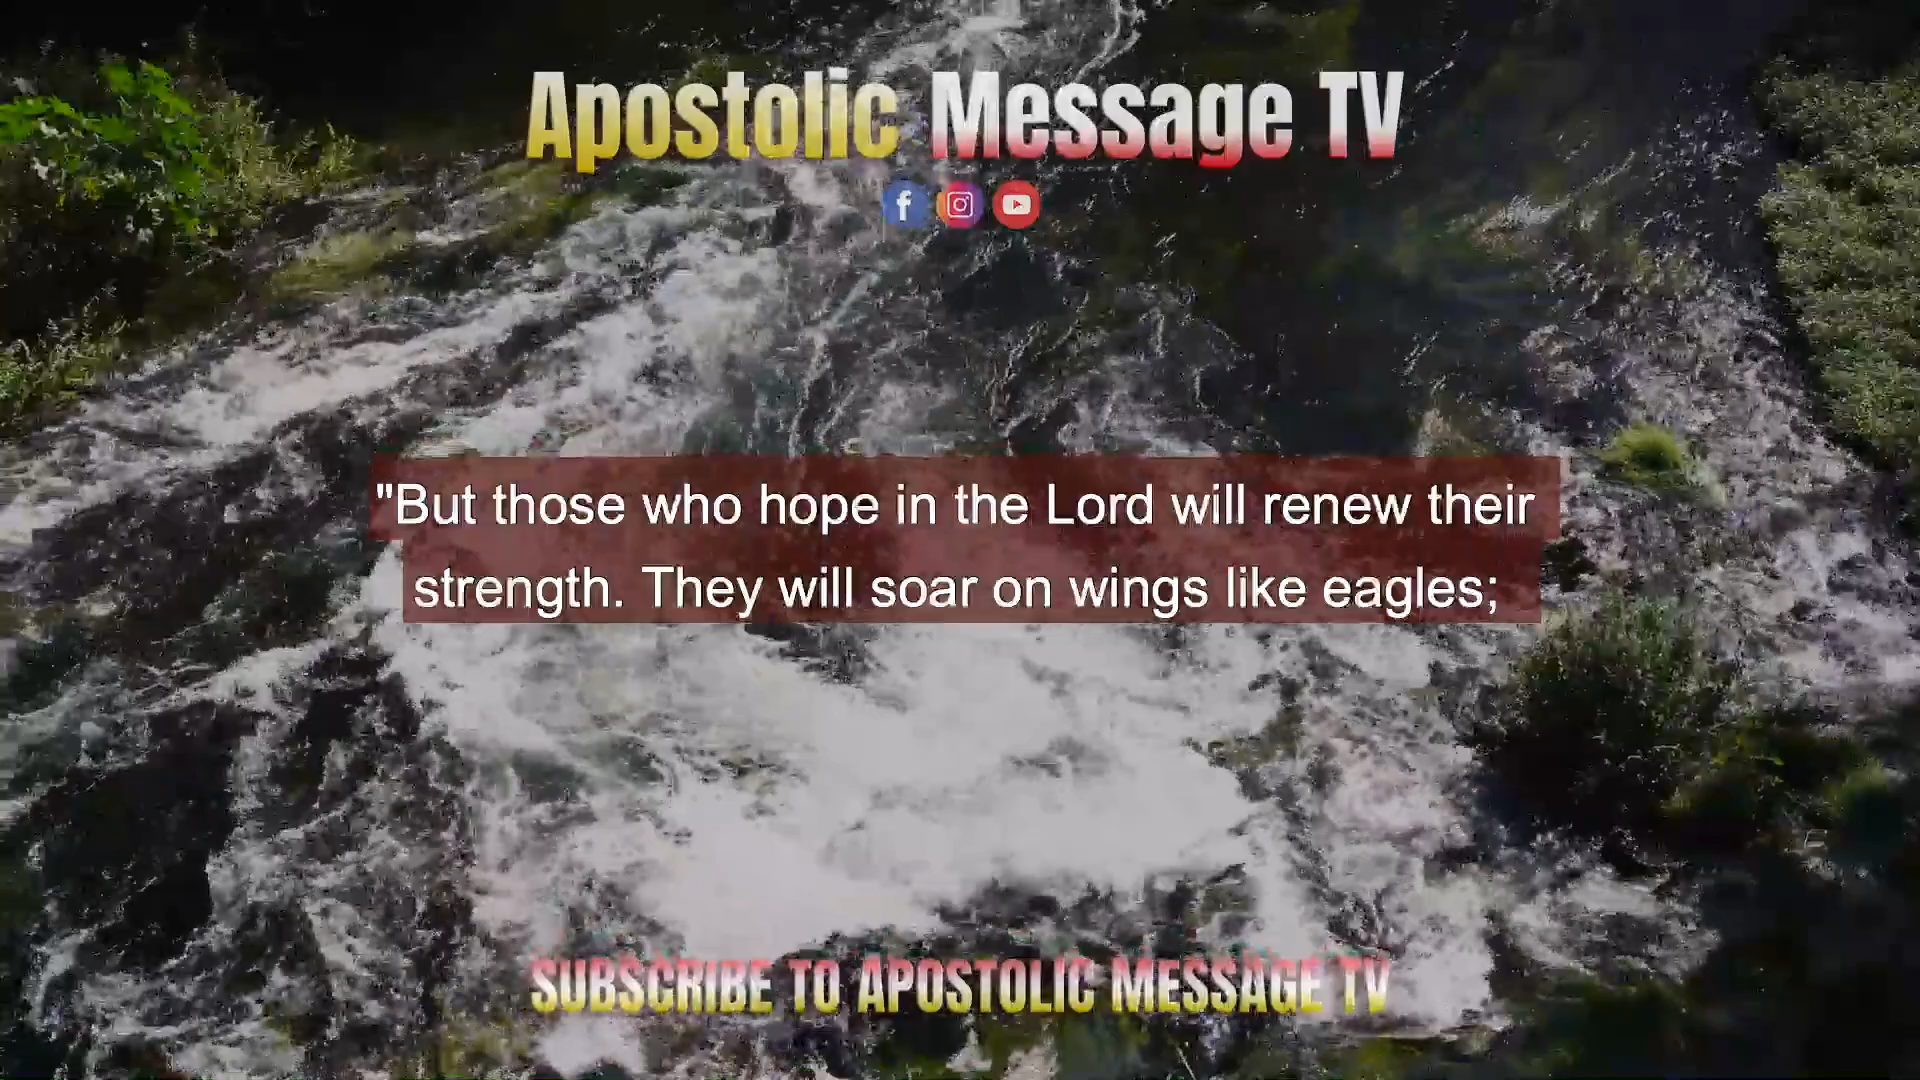 Apostolic Message TV
"But those who hope in the Lord will renew their
strength. They will soar on wings like eagles;
SUBSCRIBE TO APOSTOLIC MESSAGE TV